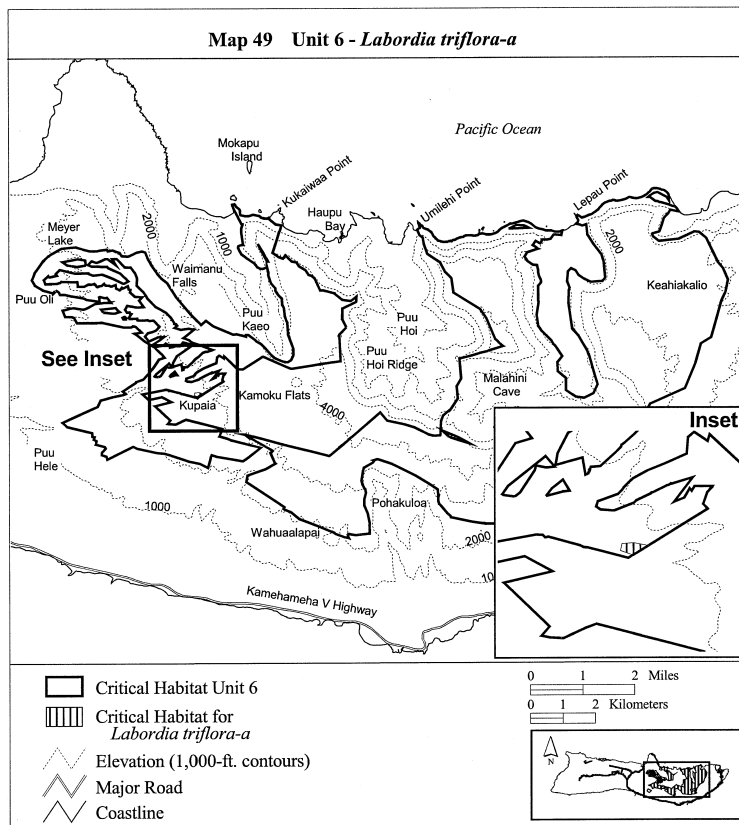 Map 49 Unit 6 - Labordia triflora-a
Pacific Ocean
Mokapu
Island
Kukaiwaa Point
Haupu
Bay
Umilehi Point
Lepau Point
Meyer
Lake
2000
1000
2000
Waimanu
Falls
Keahiakalio
Puu Oli
Puu
Kaeo
Puu
Hoi
Puu
Hoi Ridge
See Inset
Malahini
Cave
Kamoku Flats
Kupaia
4000
Inset
Puu
Hele
1000
Pohakuloa
Wahuaalapai
2000
10
Kamehameha V Highway
Critical Habitat Unit 6
Critical Habitat for
Labordia triflora-a
Elevation (1,000-ft. contours)
Major Road
Coastline
0 1 2 Miles
0 1 2 Kilometers
N